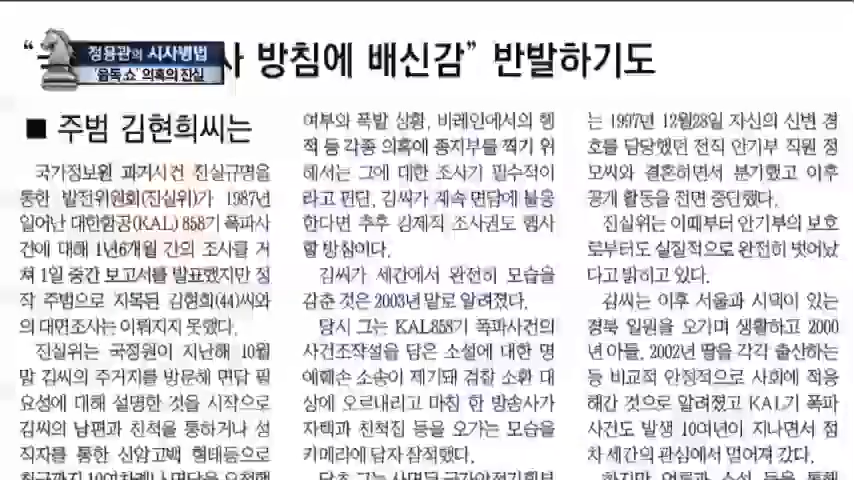 정용관의 시사병법
'음독 쇼' 의혹의 진실
방침에 배신감" 반발하기도
■ 주범 김현희씨는
국가정보원 과거사건 진실규명을
통한 발전위원회(진실위)가 1987년
일어난 대한항공(KAL) 858기 폭파사
건에 대해 1년6개월 간의 조사를 거
쳐 1일 중간 보고서를 발표했지만 정
작 주범으로 지목된 김현희(44)씨와
의 대면조사는 이뤄지지 못했다.
진실위는 국정원이 지난해 10월
말 김씨의 주거지를 방문해 면담 필
요성에 대해 설명한 것을 시작으로
김씨의 남편과 친척을 통하거나 성
직자를 통한 신앙고백 형태등으로
여부와 폭발 상황, 바레인에서의 행
적 등 각종 의혹에 종지부를 찍기 위
해서는 그에 대한 조사가 필수적이
라고 판단, 김씨가 계속 면담에 불응
한다면 추후 강제적 조사권도 행사
할 방침이다.
김씨가 세간에서 완전히 모습을
감춘 것은 2003년 말로 알려졌다.
당시 그는 KAL858기 폭파사건의
사건조작설을 담은 소설에 대한 명
예훼손 소송이 제기돼 검찰 소환 대
상에 오르내리고 마침 한 방송사가
자택과 친척집 등을 오가는 모습을
카메라에 담자 잠적했다.
는 1997년 12월28일 자신의 신변 경
호를 담당했던 전직 안기부 직원 정
모씨와 결혼하면서 분가했고 이후
공개 활동을 전면 중단했다.
진실위는 이때부터 안기부의 보호
로부터도 실질적으로 완전히 벗어났
다고 밝히고 있다.
김씨는 이후 서울과 시댁이 있는
경북 일원을 오가며 생활하고 2000
년 아들, 2002년 딸을 각각 출산하는
등 비교적 안정적으로 사회에 적응
해간 것으로 알려졌고 KAL기 폭파
사건도 발생 10여년이 지나면서 점
차 세간의 관심에서 멀어져 갔다.